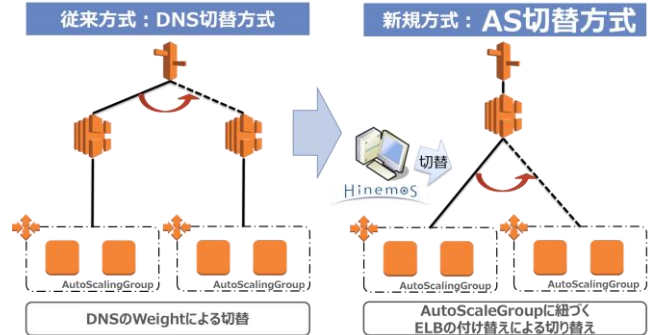 従来方式：DNS切替方式
新規方式：AS切替方式
切替
HinemoS
AutoScalingGroup
AutoScalingGroup
AutoScalingGroup
AutoScalingGroup
DNSのWeightによる切替
AutoScaleGroupに紐づく
ELBの付け替えによる切り替え